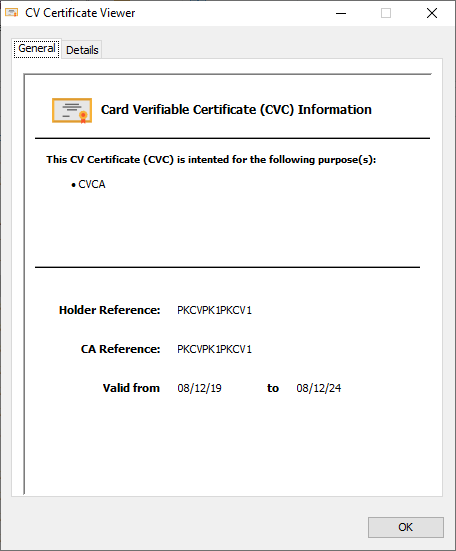 CV Certificate Viewer
General Details
Card Verifiable Certificate (CVC) Information
This CV Certificate (CVC) is intented for the following purpose(s):
• CVCA
Holder Reference: PKCVPK1PKCV1
CA Reference: PKCVPK1PKCV1
Valid from 08/12/19 to 08/12/24
OK